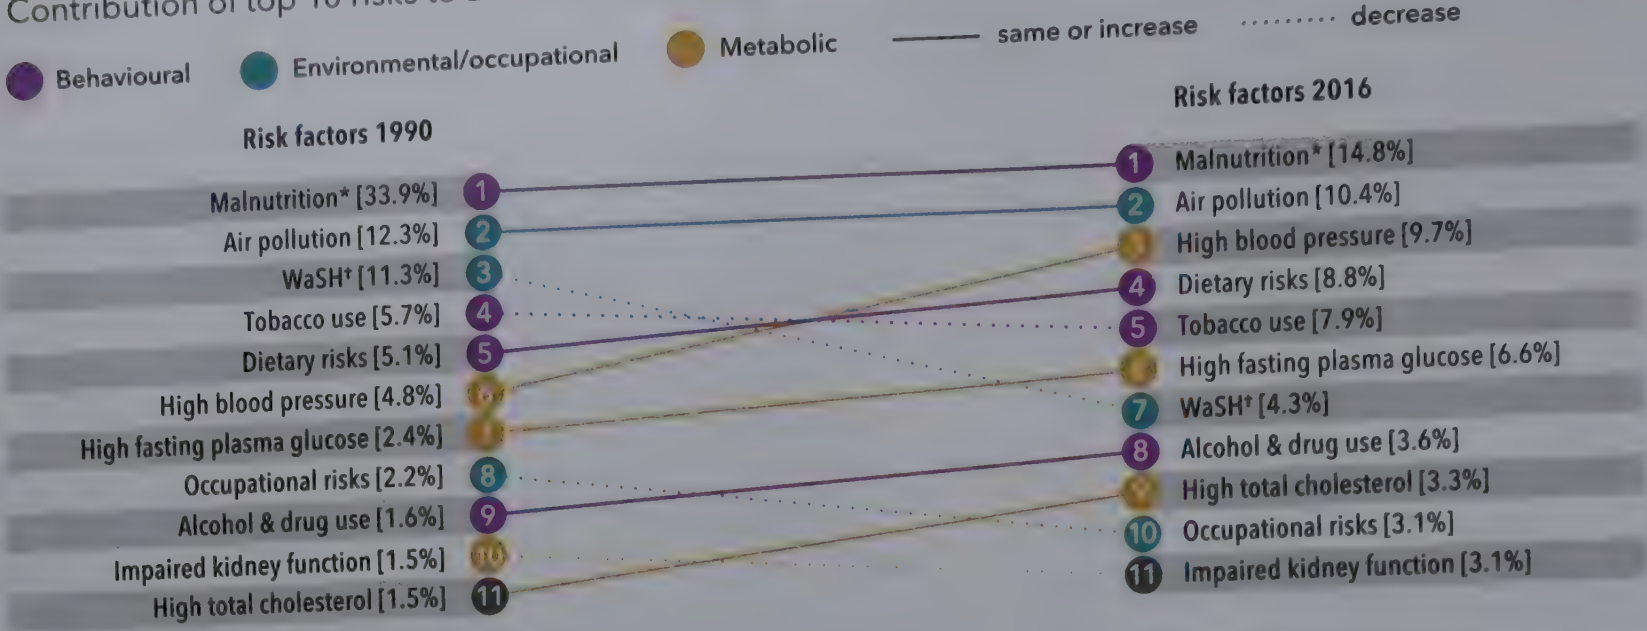 Contribution of top 10 risks to
Behavioural
Environmental/occupational
Metabolic
same or increase
decrease
Risk factors 1990
Malnutrition* [33.9%] 1
Air pollution [12.3%] 2
WaSH† [11.3%] 3
Tobacco use [5.7%] 4
Dietary risks [5.1%] 5
High blood pressure [4.8%]
High fasting plasma glucose [2.4%]
Occupational risks [2.2%] 8
Alcohol & drug use [1.6%] 9
Impaired kidney function [1.5%] 10
High total cholesterol [1.5%] 11
Risk factors 2016
1 Malnutrition* [14.8%]
2 Air pollution [10.4%]
3 High blood pressure [9.7%]
4 Dietary risks [8.8%]
5 Tobacco use [7.9%]
High fasting plasma glucose [6.6%]
7 WaSH† [4.3%]
8 Alcohol & drug use [3.6%]
9 High total cholesterol [3.3%]
10 Occupational risks [3.1%]
11 Impaired kidney function [3.1%]